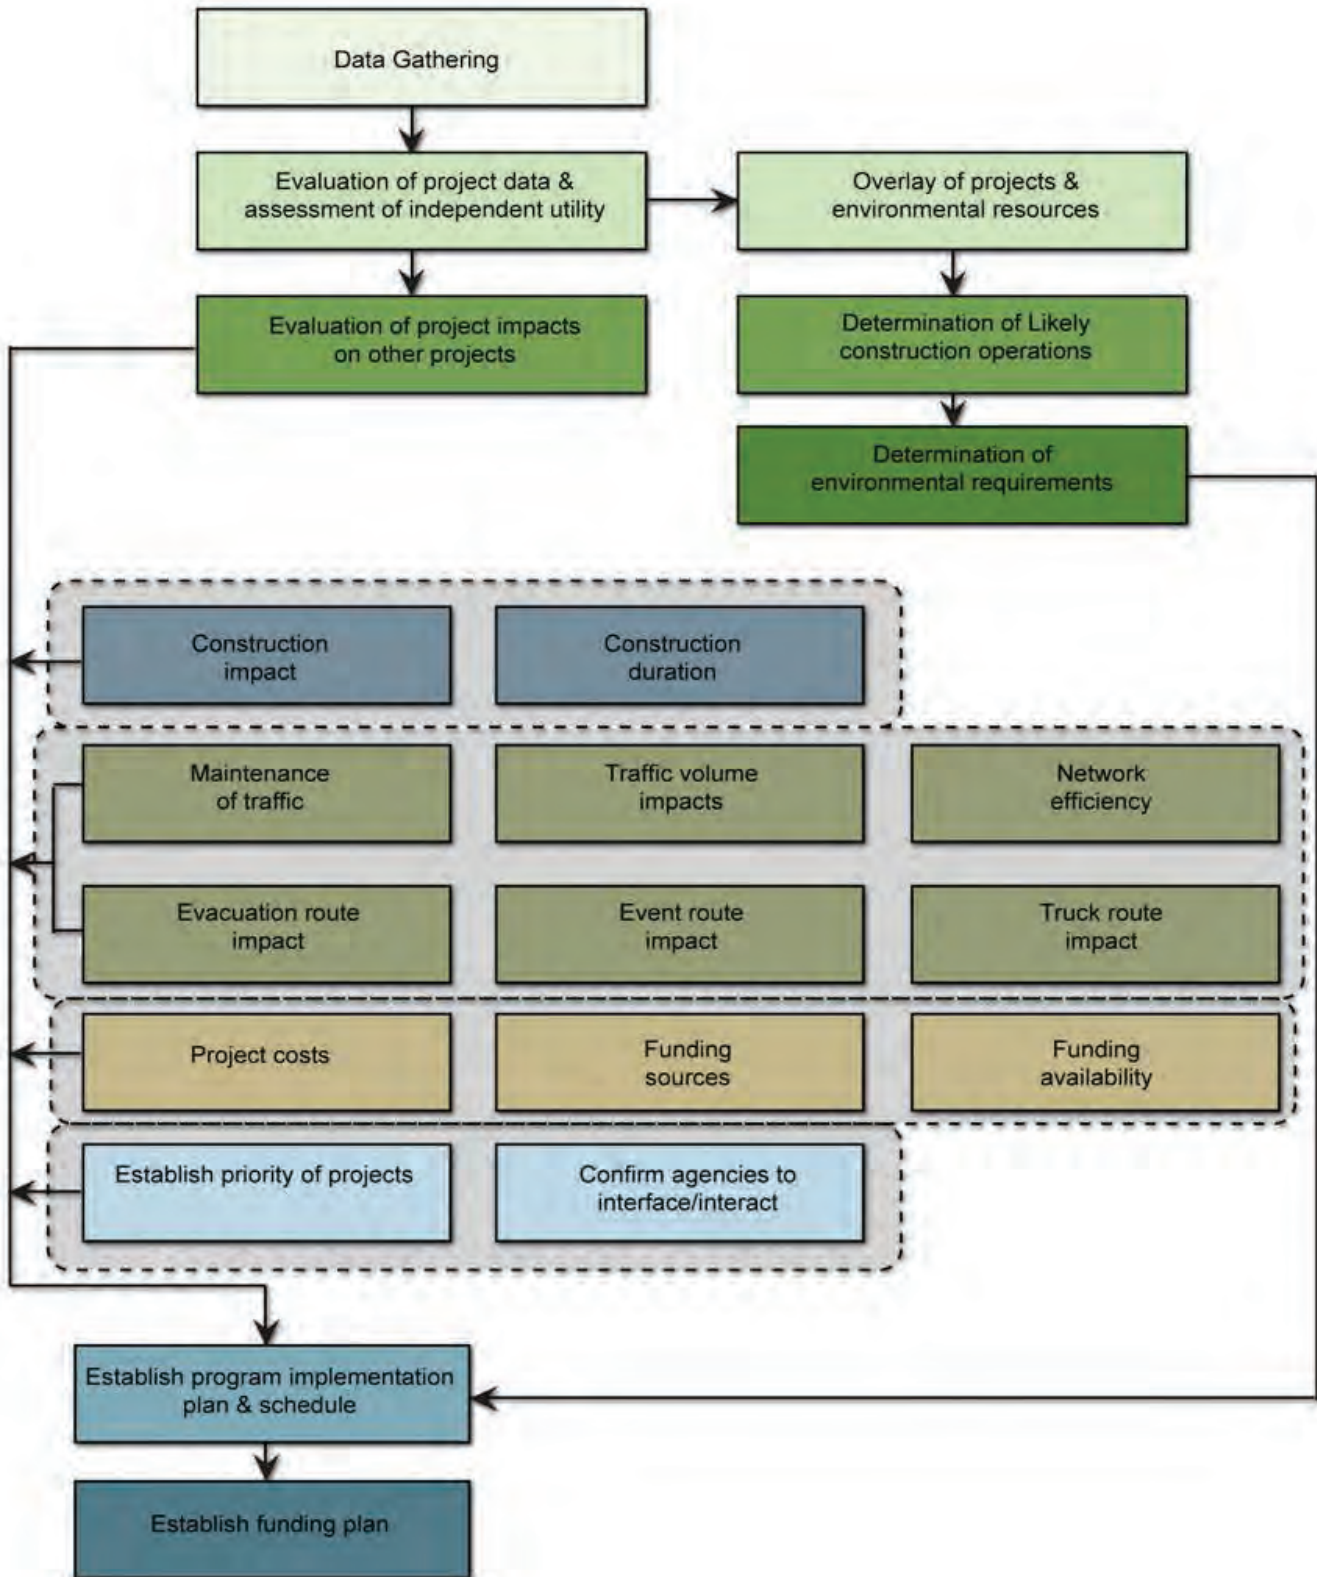 Data Gathering
Evaluation of project data &
assessment of independent utility
Overlay of projects &
environmental resources
Evaluation of project impacts
on other projects
Determination of Likely
construction operations
Determination of
environmental requirements
Construction
impact
Construction
duration
Maintenance
of traffic
Traffic volume
impacts
Network
efficiency
Evacuation route
impact
Event route
impact
Truck route
impact
Project costs
Funding
sources
Funding
availability
Establish priority of projects
Confirm agencies to
interface/interact
Establish program implementation
plan & schedule
Establish funding plan